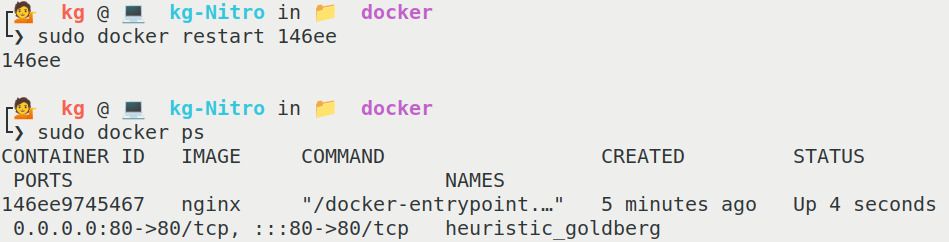 kg @ kg-Nitro in docker
❯ sudo docker restart 146ee
146ee
kg @ kg-Nitro in docker
❯ sudo docker ps
CONTAINER ID   IMAGE     COMMAND                  CREATED         STATUS
 PORTS                               NAMES
146ee9745467   nginx     "/docker-entrypoint.…"   5 minutes ago   Up 4 seconds
 0.0.0.0:80->80/tcp, :::80->80/tcp   heuristic_goldberg